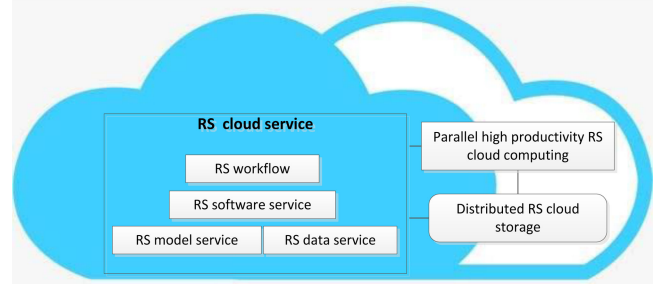 RS cloud service
RS workflow
RS software service
RS model service
RS data service
Parallel high productivity RS
cloud computing
Distributed RS cloud
storage